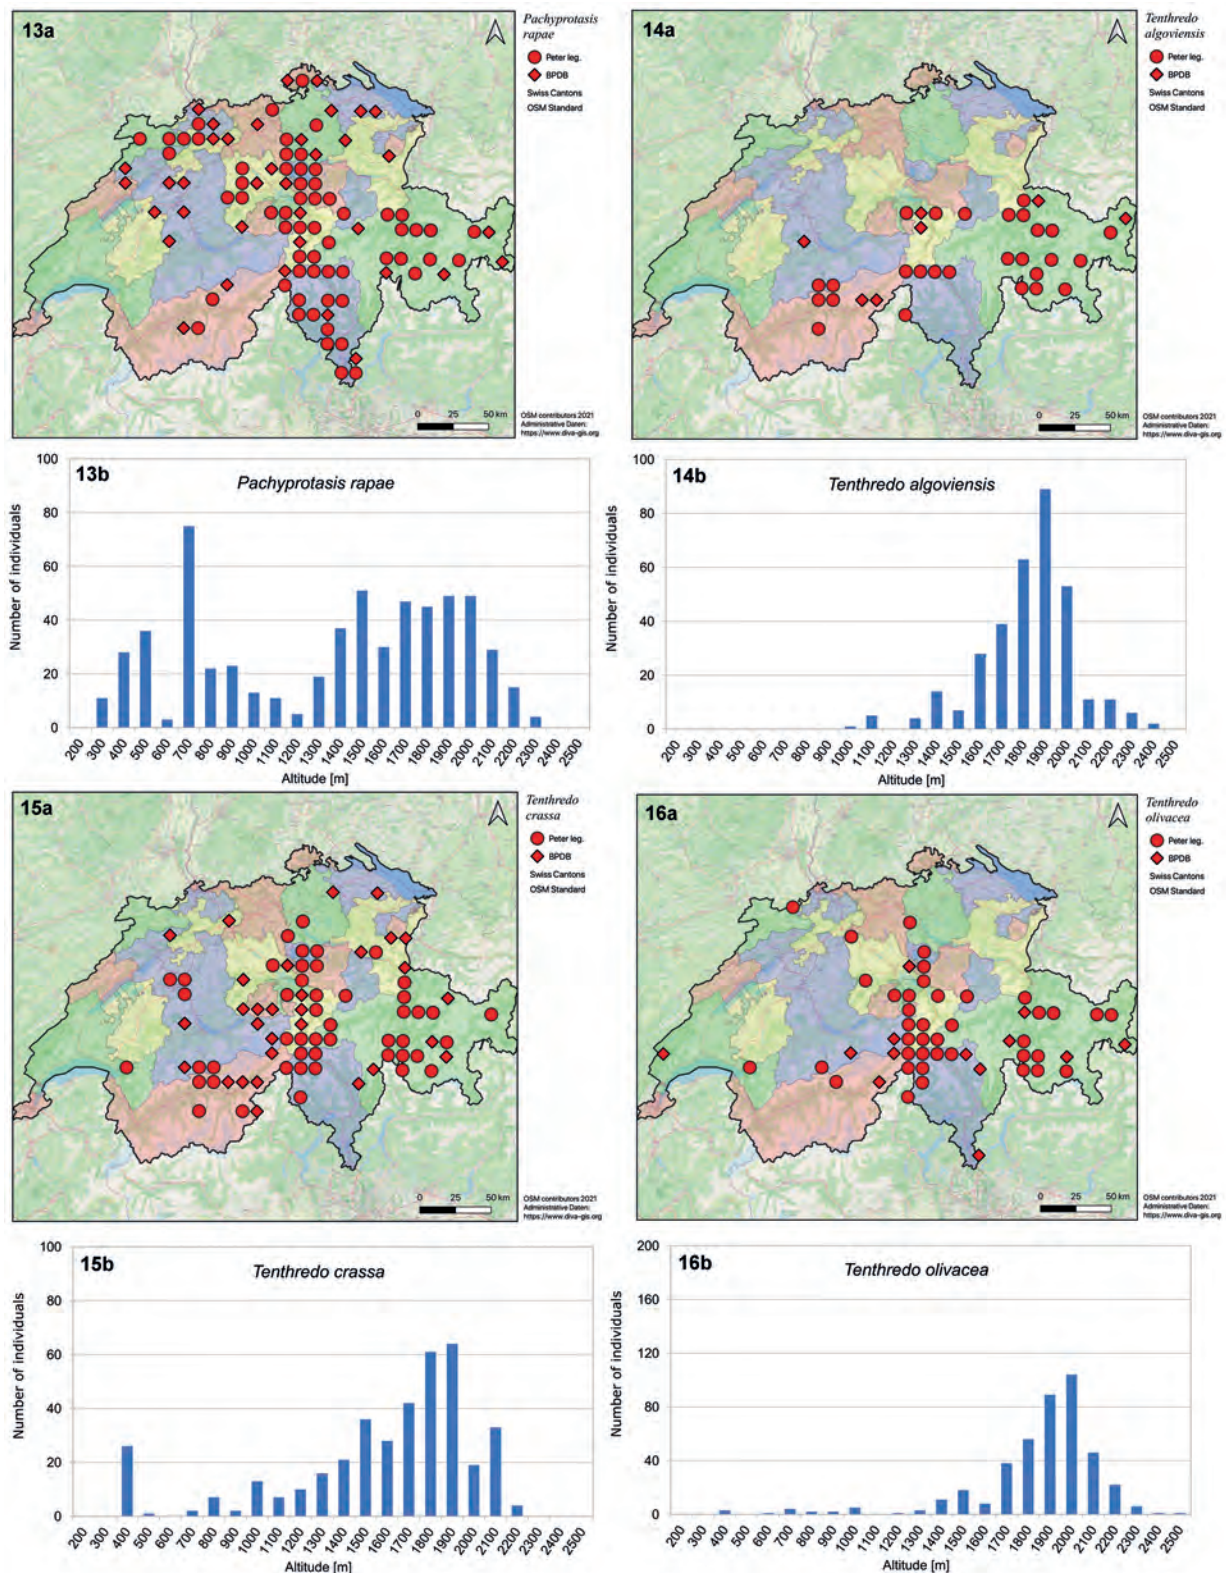 13a
Pachyprotasis
rapae
Peter leg.
BPDB
Swiss Cantons
OSM Standard
0 25 50 km
OSM contributors 2021
Administrative Daten:
https://www.diva-gis.org
14a
Tenthredo
algoviensis
Peter leg.
BPDB
Swiss Cantons
OSM Standard
0 25 50 km
OSM contributors 2021
Administrative Daten:
https://www.diva-gis.org
13b
Pachyprotasis rapae
Number of individuals
100
80
60
40
20
0
200 300 400 500 600 700 800 900 1000 1100 1200 1300 1400 1500 1600 1700 1800 1900 2000 2100 2200 2300 2400 2500
Altitude [m]
14b
Tenthredo algoviensis
Number of individuals
100
80
60
40
20
0
200 300 400 500 600 700 800 900 1000 1100 1200 1300 1400 1500 1600 1700 1800 1900 2000 2100 2200 2300 2400 2500
Altitude [m]
15a
Tenthredo
crassa
Peter leg.
BPDB
Swiss Cantons
OSM Standard
0 25 50 km
OSM contributors 2021
Administrative Daten:
https://www.diva-gis.org
16a
Tenthredo
olivacea
Peter leg.
BPDB
Swiss Cantons
OSM Standard
0 25 50 km
OSM contributors 2021
Administrative Daten:
https://www.diva-gis.org
15b
Tenthredo crassa
Number of individuals
100
80
60
40
20
0
200 300 400 500 600 700 800 900 1000 1100 1200 1300 1400 1500 1600 1700 1800 1900 2000 2100 2200 2300 2400 2500
Altitude [m]
16b
Tenthredo olivacea
Number of individuals
200
160
120
80
40
0
200 300 400 500 600 700 800 900 1000 1100 1200 1300 1400 1500 1600 1700 1800 1900 2000 2100 2200 2300 2400 2500
Altitude [m]